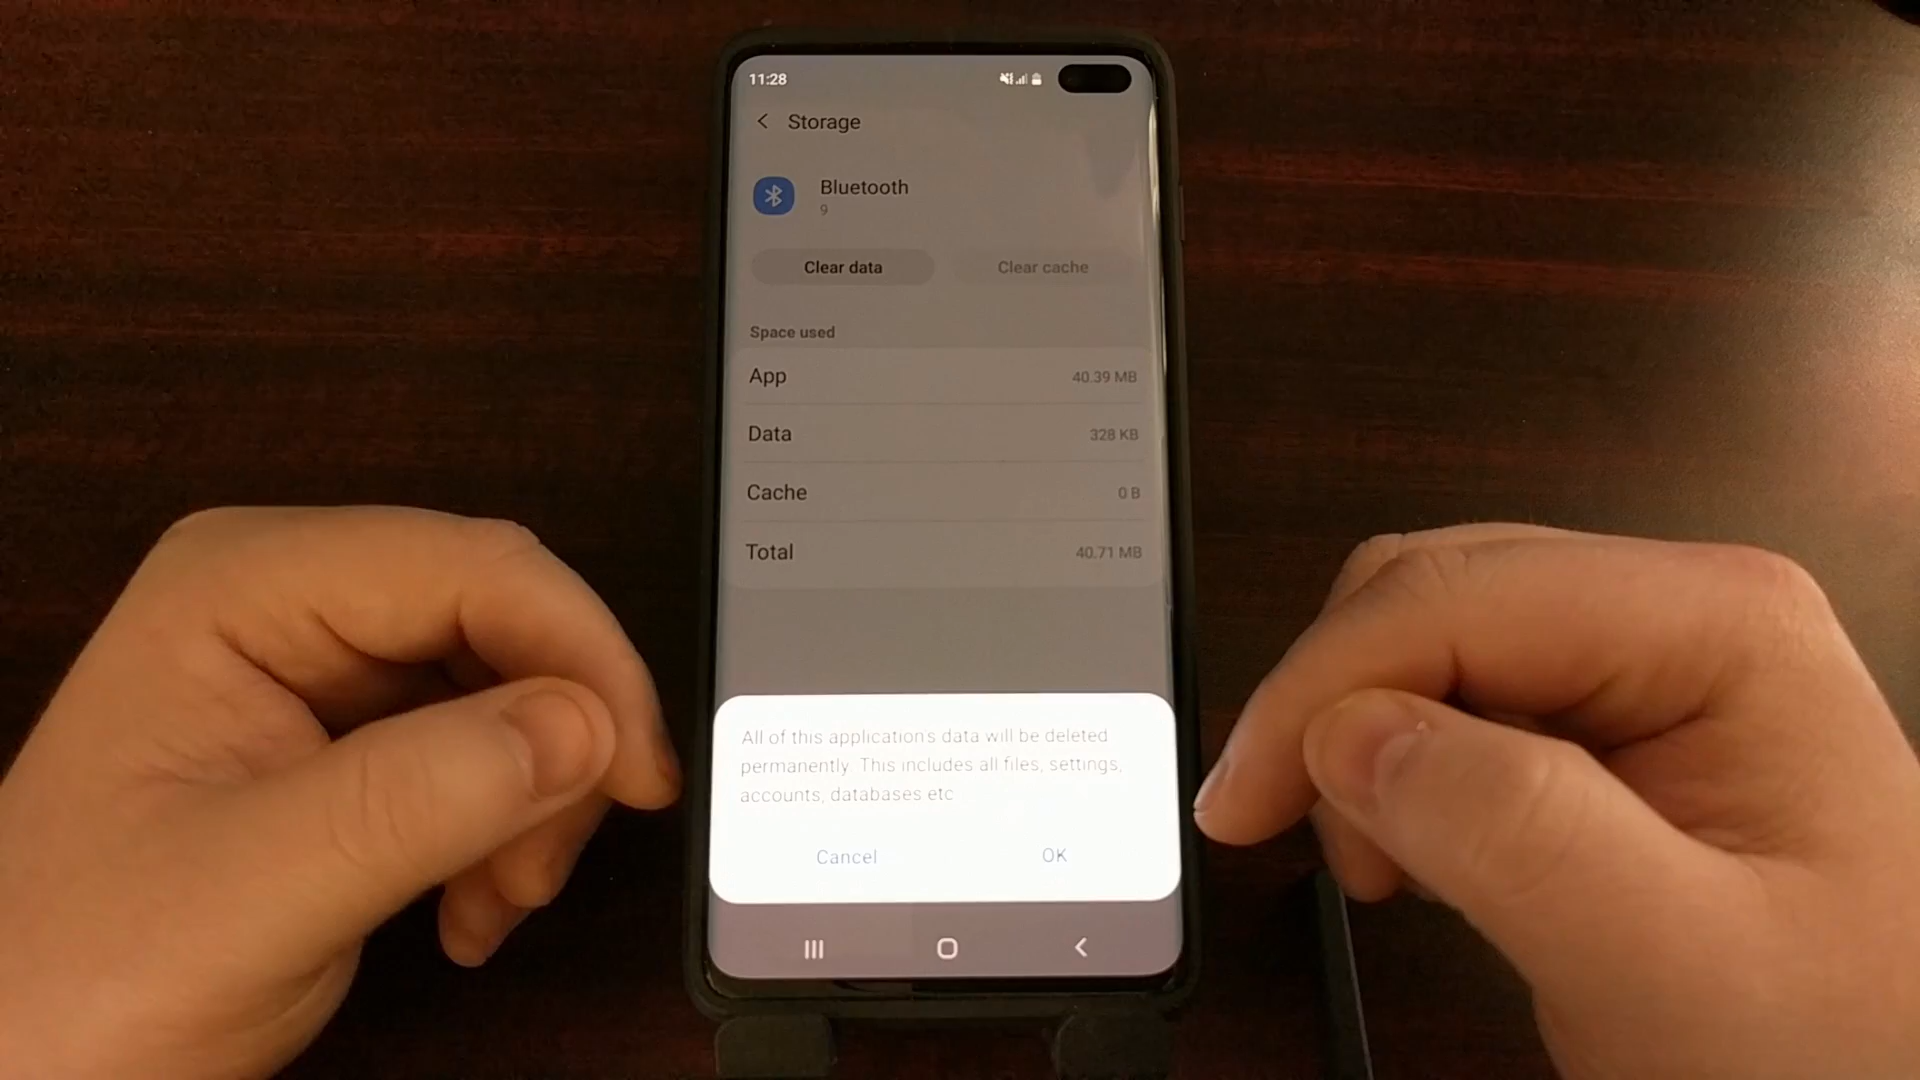 11:28
Storage
Bluetooth
9
Clear data
Clear cache
Space used
App 40.39 MB
Data 328 KB
Cache 0 B
Total 40.71 MB
All of this application's data will be deleted
permanently. This includes all files, settings,
accounts, databases etc
Cancel OK